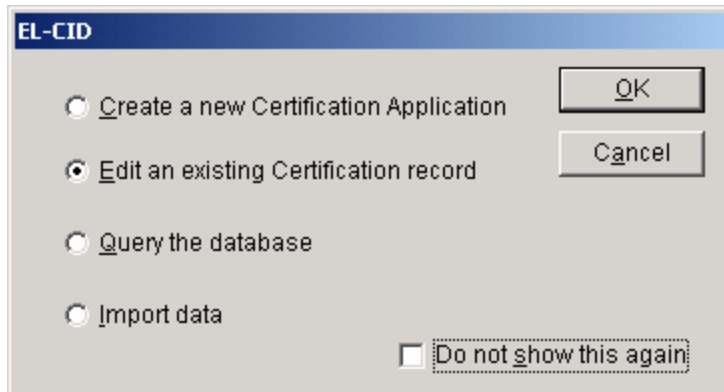 EL-CID
Create a new Certification Application
OK
Edit an existing Certification record
Cancel
Query the database
Import data
Do not show this again